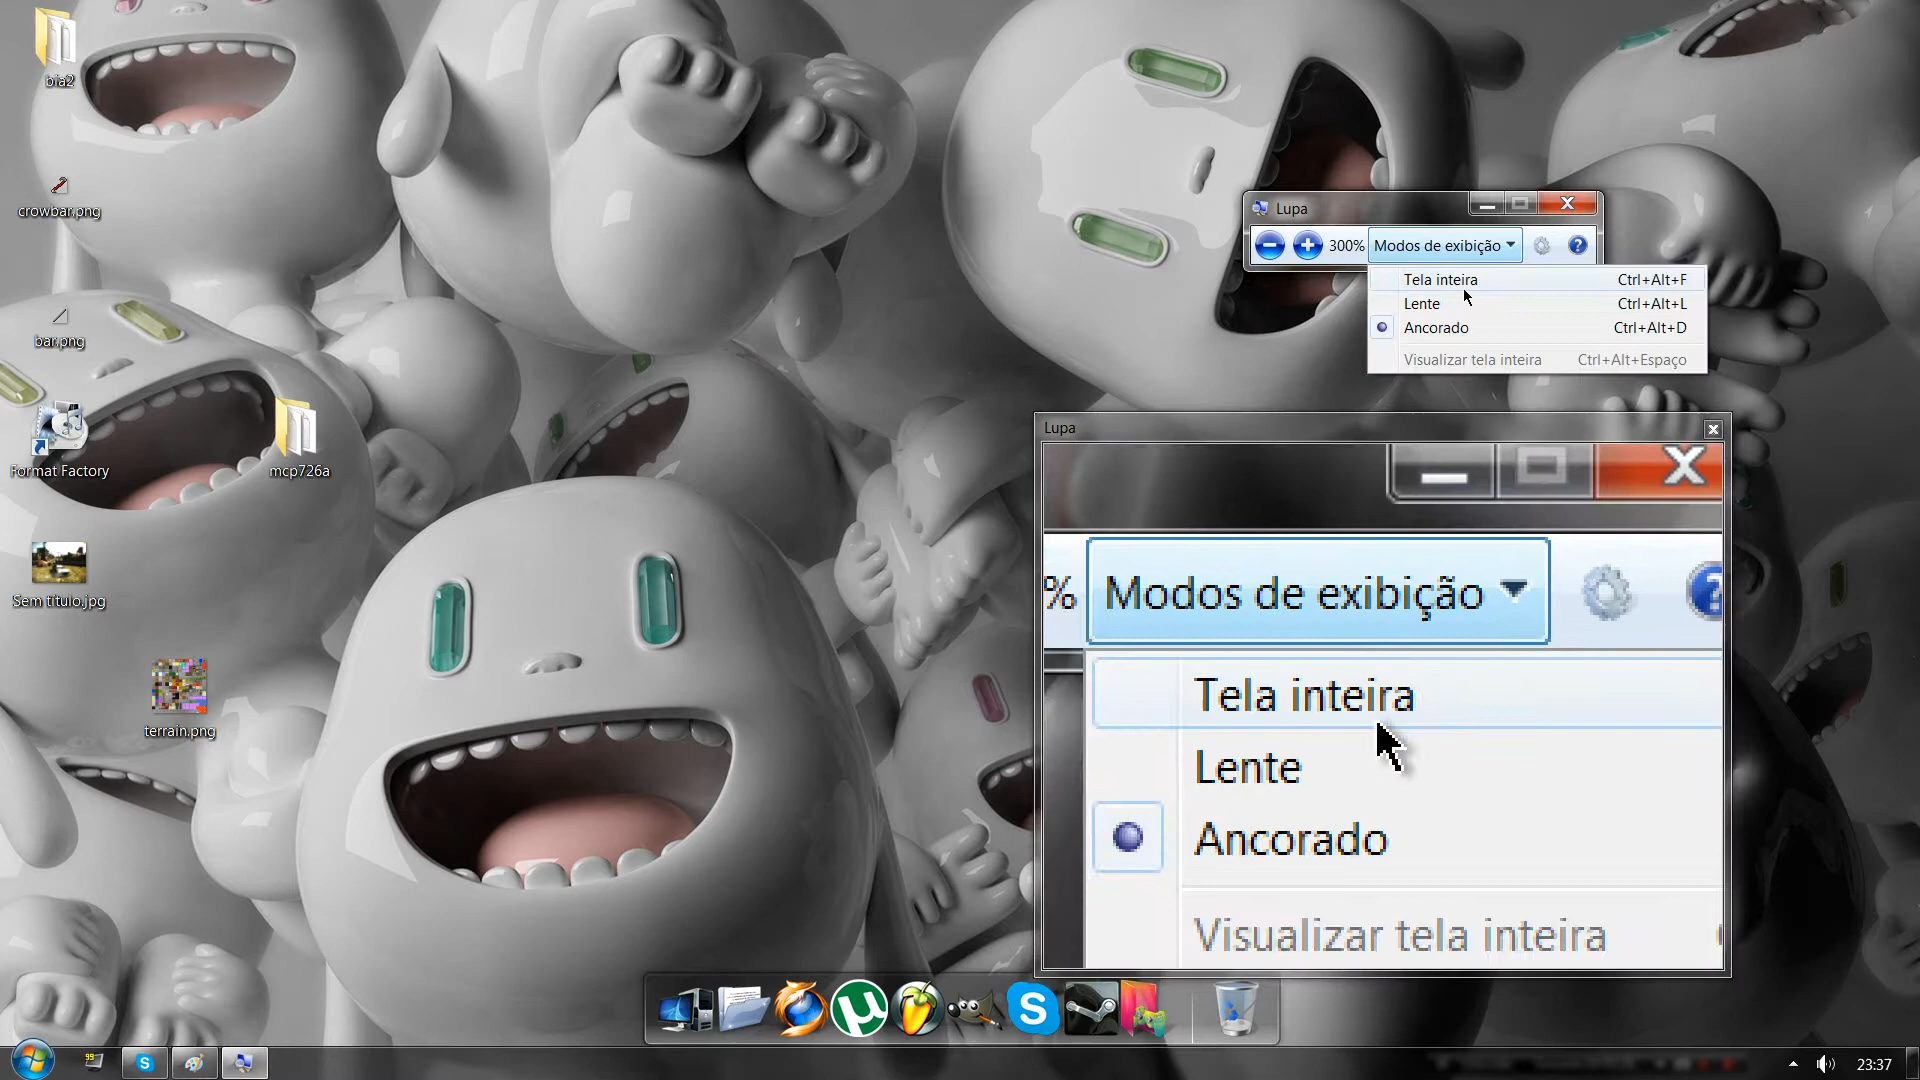 bia2
crowbar.png
bar.png
Format Factory
mcp726a
Sem título.jpg
terrain.png
Lupa
300% Modos de exibição
Tela inteira Ctrl+Alt+F
Lente Ctrl+Alt+L
Ancorado Ctrl+Alt+D
Visualizar tela inteira Ctrl+Alt+Espaço
Lupa
% Modos de exibição
Tela inteira
Lente
Ancorado
Visualizar tela inteira
99
23:37